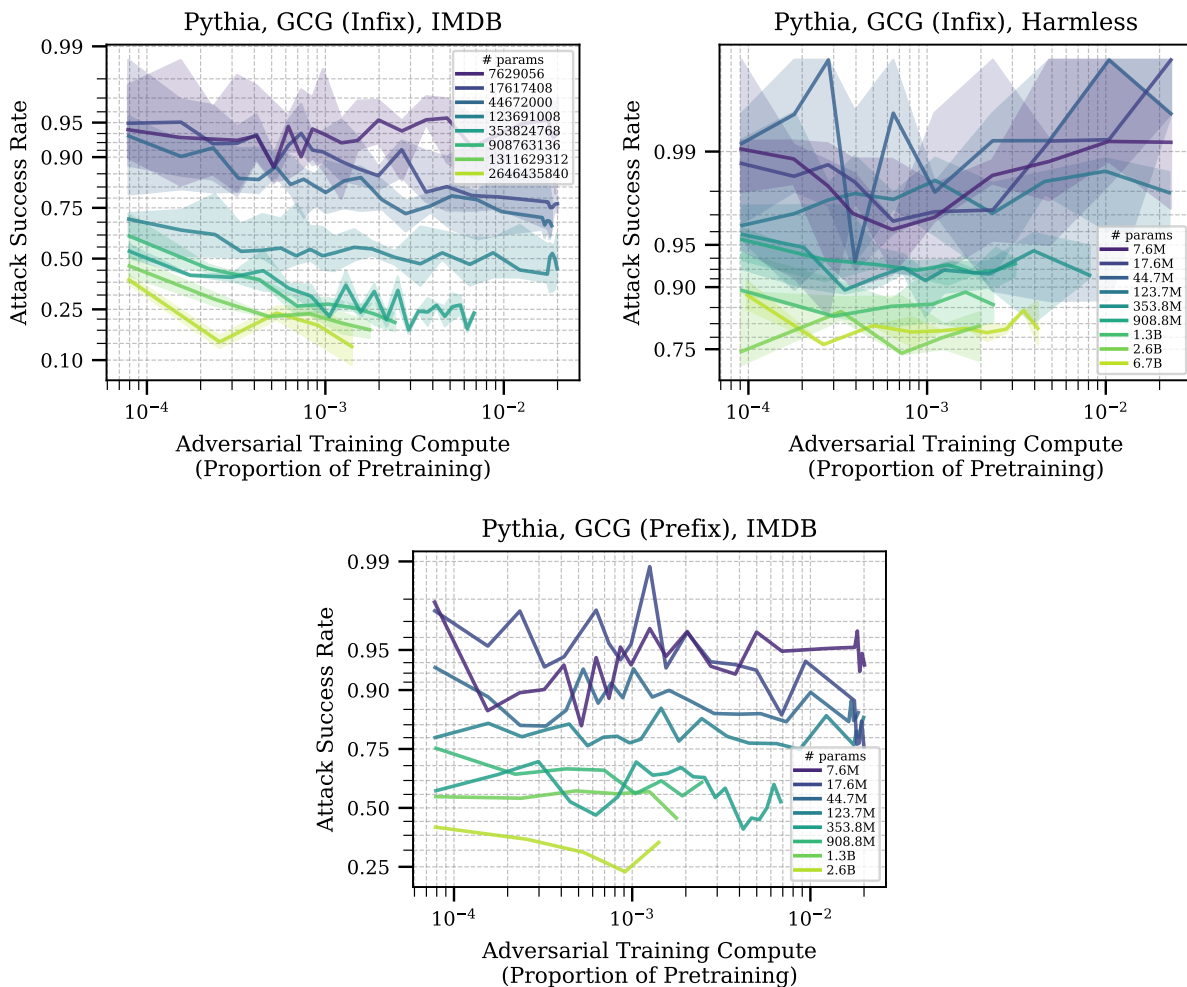 Pythia, GCG (Infix), IMDB
Attack Success Rate
0.99
0.95
0.90
0.75
0.50
0.25
0.10
# params
7629056
17617408
44672000
123691008
353824768
908763136
1311629312
2646435840
10⁻⁴
10⁻³
10⁻²
Adversarial Training Compute
(Proportion of Pretraining)
Pythia, GCG (Infix), Harmless
Attack Success Rate
0.99
0.95
0.90
0.75
# params
7.6M
17.6M
44.7M
123.7M
353.8M
908.8M
1.3B
2.6B
6.7B
10⁻⁴
10⁻³
10⁻²
Adversarial Training Compute
(Proportion of Pretraining)
Pythia, GCG (Prefix), IMDB
Attack Success Rate
0.99
0.95
0.90
0.75
0.50
0.25
# params
7.6M
17.6M
44.7M
123.7M
353.8M
908.8M
1.3B
2.6B
10⁻⁴
10⁻³
10⁻²
Adversarial Training Compute
(Proportion of Pretraining)